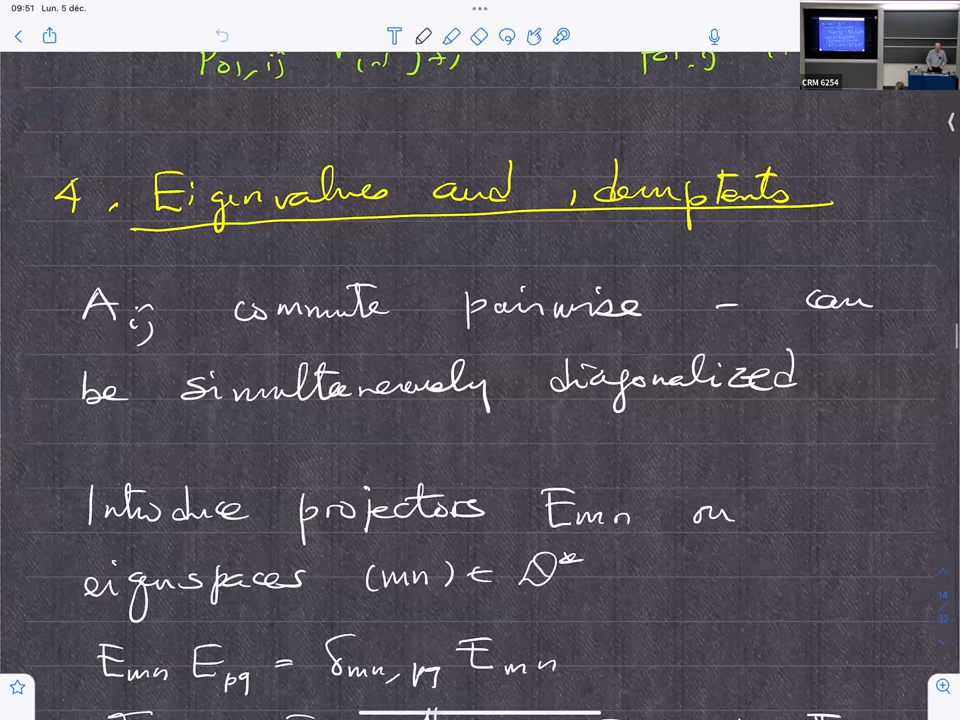 09:51 Lun. 5 déc.
CRM 6254
4. Eigenvalues and idempotents
A_ij commute pairwise - can
be simultaneously diagonalized
Introduce projectors E_mn on
eigenspaces (mn) ∈ D*
E_mn E_pq = δ_mn,pq E_mn
14
32